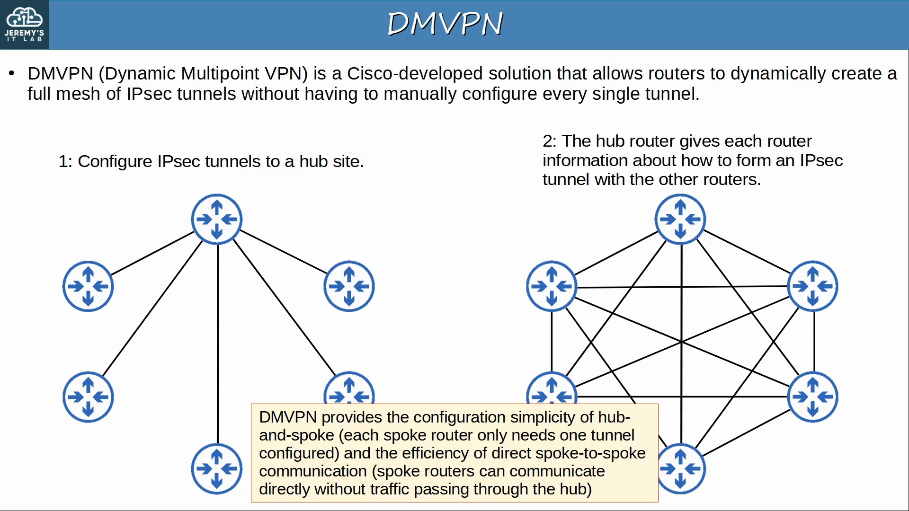 JEREMY'S
IT LAB
DMVPN
• DMVPN (Dynamic Multipoint VPN) is a Cisco-developed solution that allows routers to dynamically create a
full mesh of IPsec tunnels without having to manually configure every single tunnel.
1: Configure IPsec tunnels to a hub site.
2: The hub router gives each router
information about how to form an IPsec
tunnel with the other routers.
DMVPN provides the configuration simplicity of hub-
and-spoke (each spoke router only needs one tunnel
configured) and the efficiency of direct spoke-to-spoke
communication (spoke routers can communicate
directly without traffic passing through the hub)